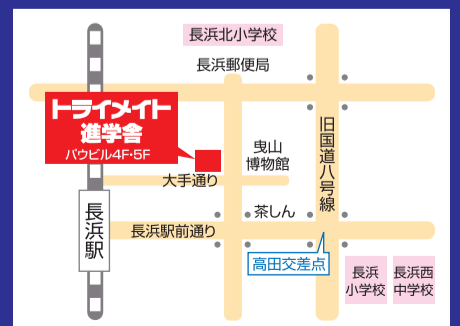 長浜北小学校
長浜郵便局
トライメイト
進学舎
パウビル4F・5F
旧国道八号線
曳山
博物館
大手通り
長浜駅
茶しん
長浜駅前通り
高田交差点
長浜
小学校
長浜西
中学校